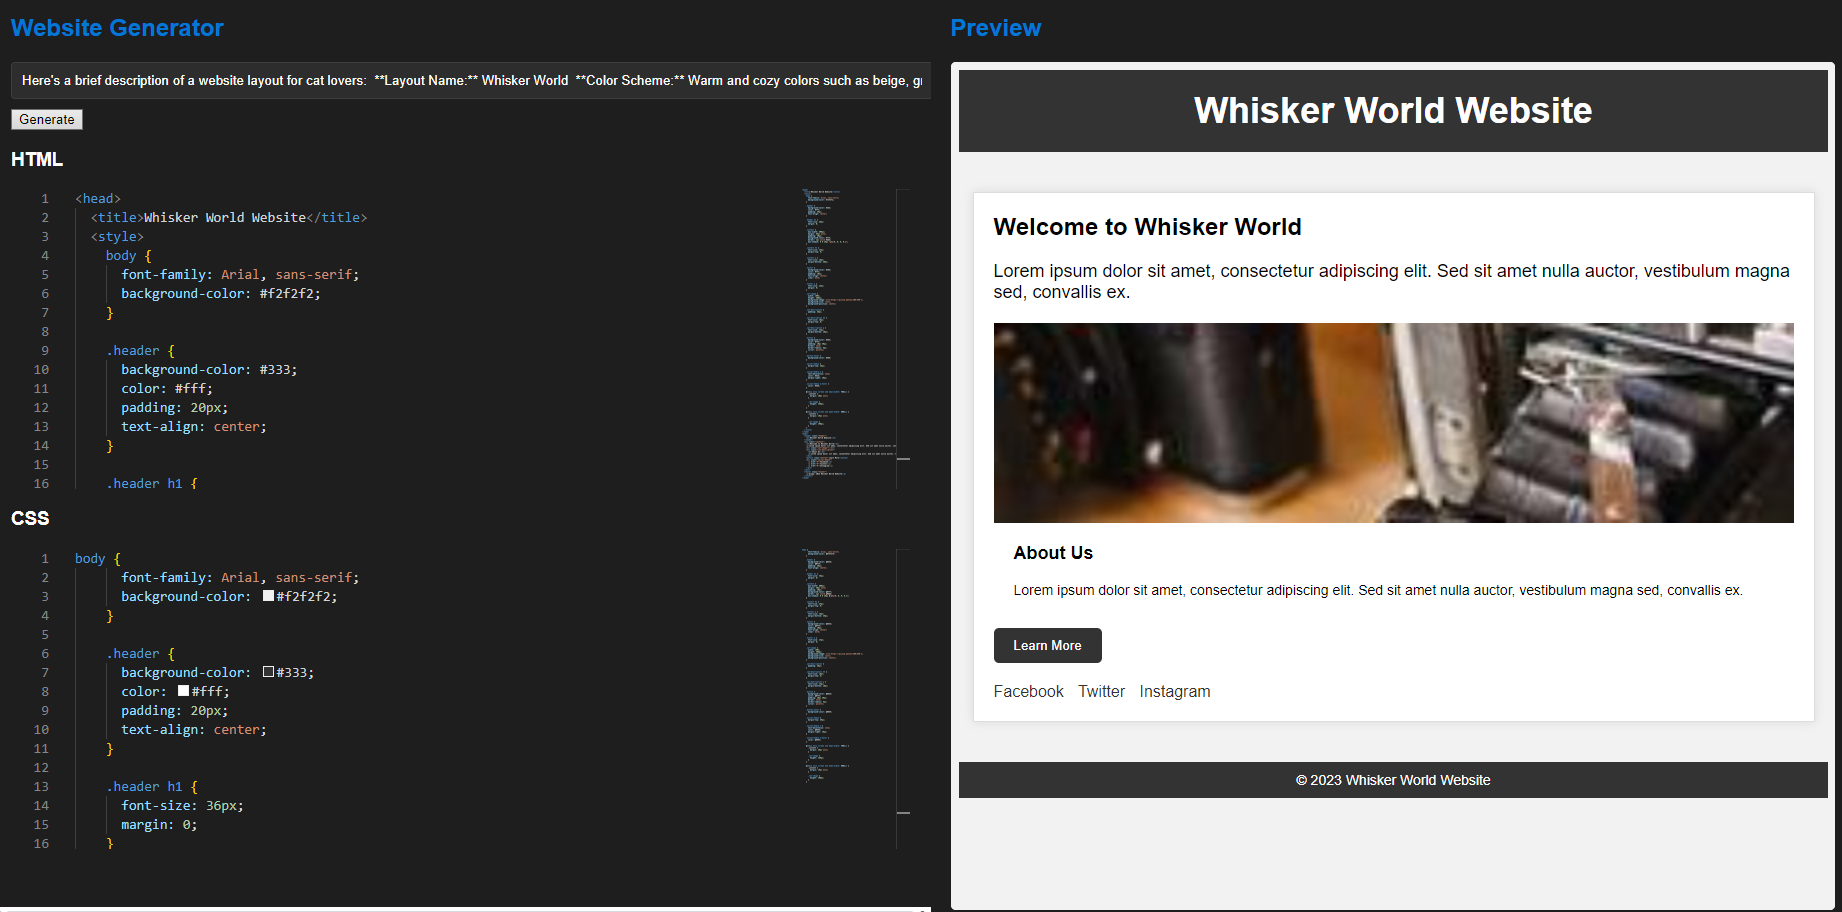 Website Generator
Here's a brief description of a website layout for cat lovers:  **Layout Name:** Whisker World  **Color Scheme:** Warm and cozy colors such as beige,
Generate
HTML
1 <head>
2 <title>Whisker World Website</title>
3 <style>
4 body {
5 font-family: Arial, sans-serif;
6 background-color: #f2f2f2;
7 }
8
9 .header {
10 background-color: #333;
11 color: #fff;
12 padding: 20px;
13 text-align: center;
14 }
15
16 .header h1 {
CSS
1 body {
2 font-family: Arial, sans-serif;
3 background-color: #f2f2f2;
4 }
5
6 .header {
7 background-color: #333;
8 color: #fff;
9 padding: 20px;
10 text-align: center;
11 }
12
13 .header h1 {
14 font-size: 36px;
15 margin: 0;
16 }
Preview
Whisker World Website
Welcome to Whisker World
Lorem ipsum dolor sit amet, consectetur adipiscing elit. Sed sit amet nulla auctor, vestibulum magna
sed, convallis ex.
About Us
Lorem ipsum dolor sit amet, consectetur adipiscing elit. Sed sit amet nulla auctor, vestibulum magna sed, convallis ex.
Learn More
Facebook Twitter Instagram
© 2023 Whisker World Website